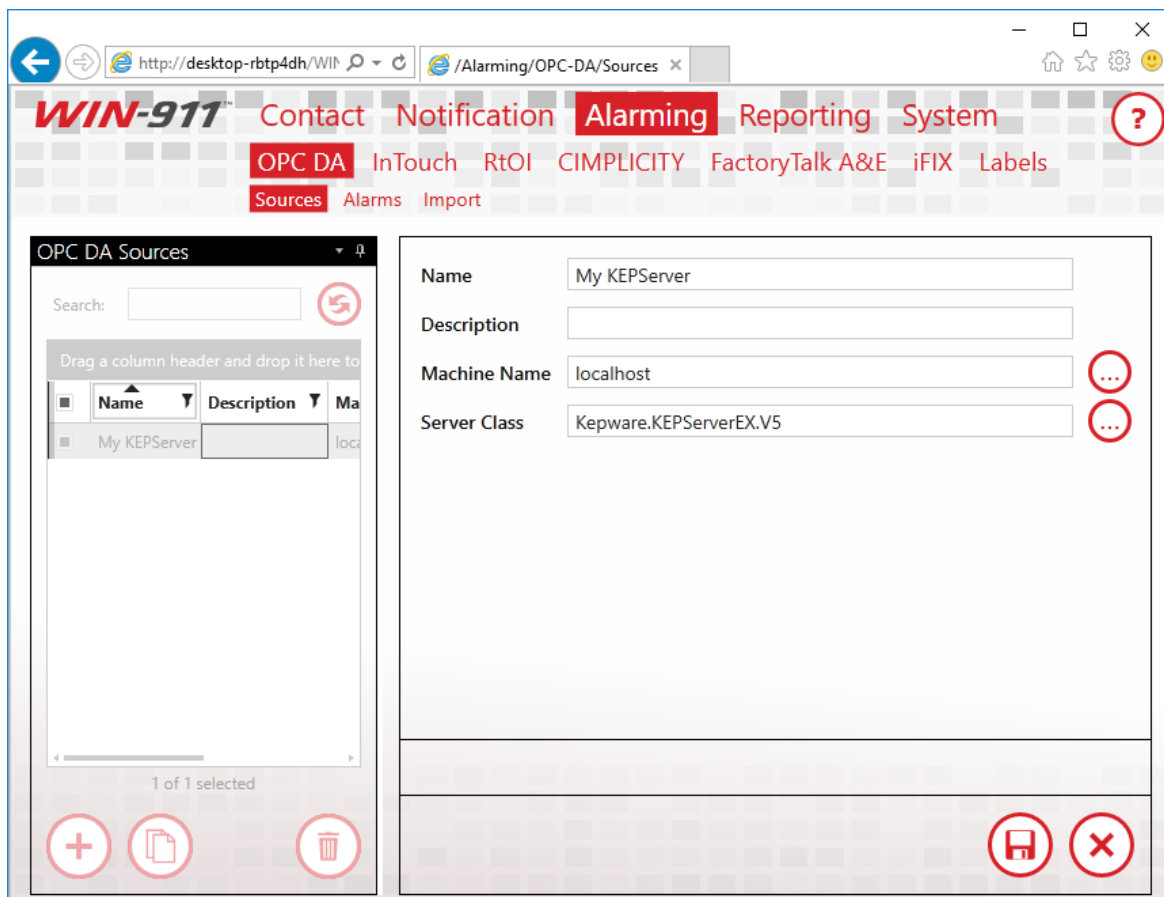 http://desktop-rbtp4dh/WIN
/Alarming/OPC-DA/Sources
WIN-911™ Contact Notification Alarming Reporting System ?
OPC DA InTouch RtOI CIMPLICITY FactoryTalk A&E iFIX Labels
Sources Alarms Import
OPC DA Sources
Search:
Drag a column header and drop it here to
Name Description Ma
My KEPServer loca
1 of 1 selected
Name My KEPServer
Description
Machine Name localhost ...
Server Class Kepware.KEPServerEX.V5 ...